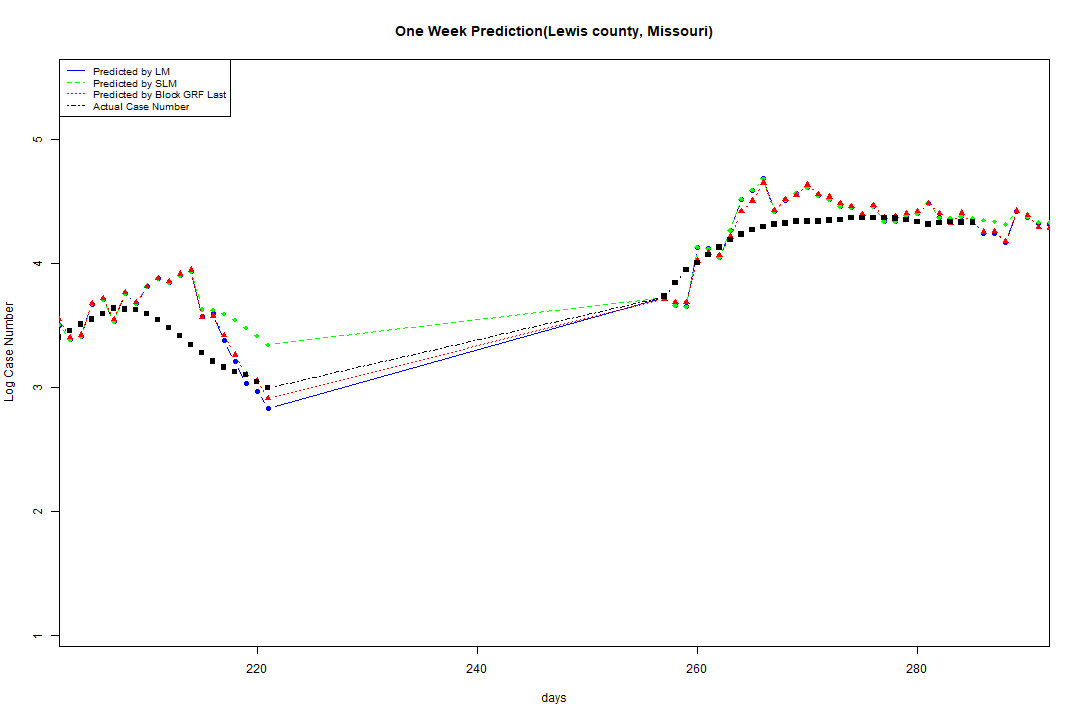 One Week Prediction(Lewis county, Missouri)
Predicted by LM
Predicted by SLM
Predicted by Block GRF Last
Actual Case Number
5
4
3
2
1
Log Case Number
220 240 260 280
days